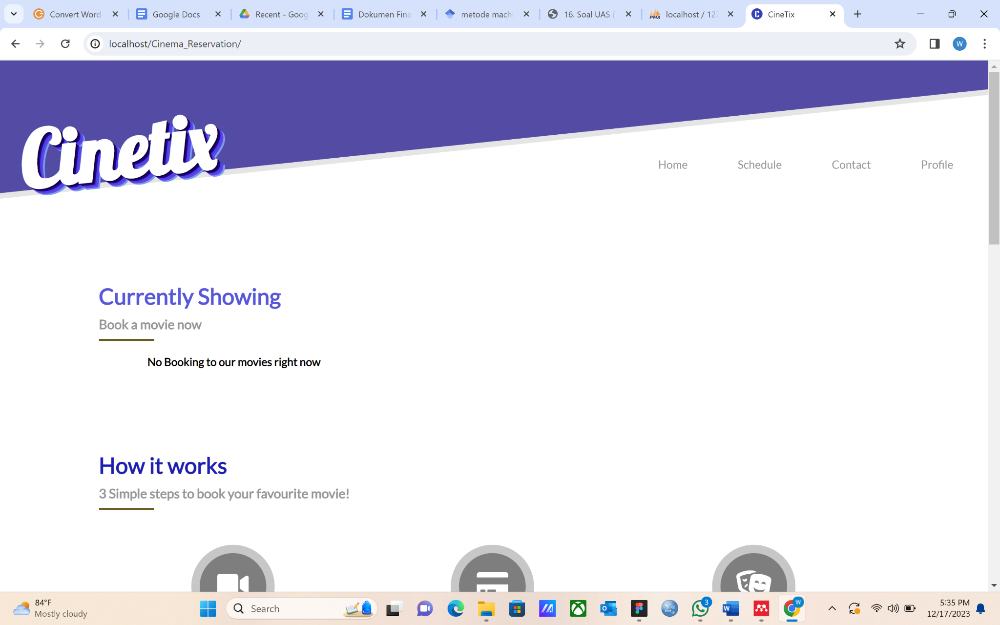 Convert Word
Google Docs
Recent - Goog
Dokumen Fina
metode machi
16. Soal UAS (
PMA
localhost / 127
C
CineTix
localhost/Cinema_Reservation/
W
Cinetix
Home
Schedule
Contact
Profile
Currently Showing
Book a movie now
No Booking to our movies right now
How it works
3 Simple steps to book your favourite movie!
84°F
Mostly cloudy
Search
3
W
5:35 PM
12/17/2023